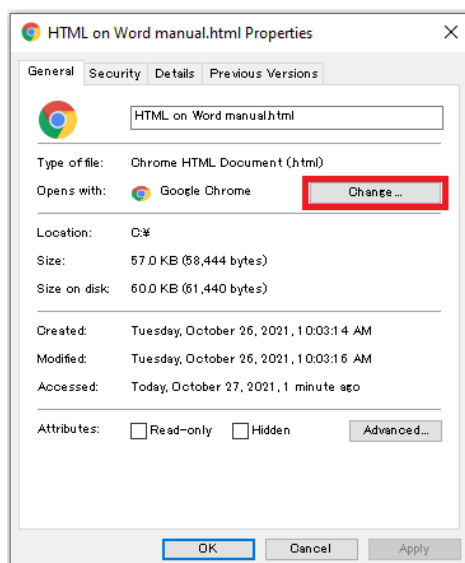 HTML on Word manual.html Properties
General Security Details Previous Versions
HTML on Word manual.html
Type of file: Chrome HTML Document (.html)
Opens with: Google Chrome Change...
Location: C:¥
Size: 57.0 KB (58,444 bytes)
Size on disk: 60.0 KB (61,440 bytes)
Created: Tuesday, October 26, 2021, 10:03:14 AM
Modified: Tuesday, October 26, 2021, 10:03:16 AM
Accessed: Today, October 27, 2021, 1 minute ago
Attributes: Read-only Hidden Advanced...
OK Cancel Apply